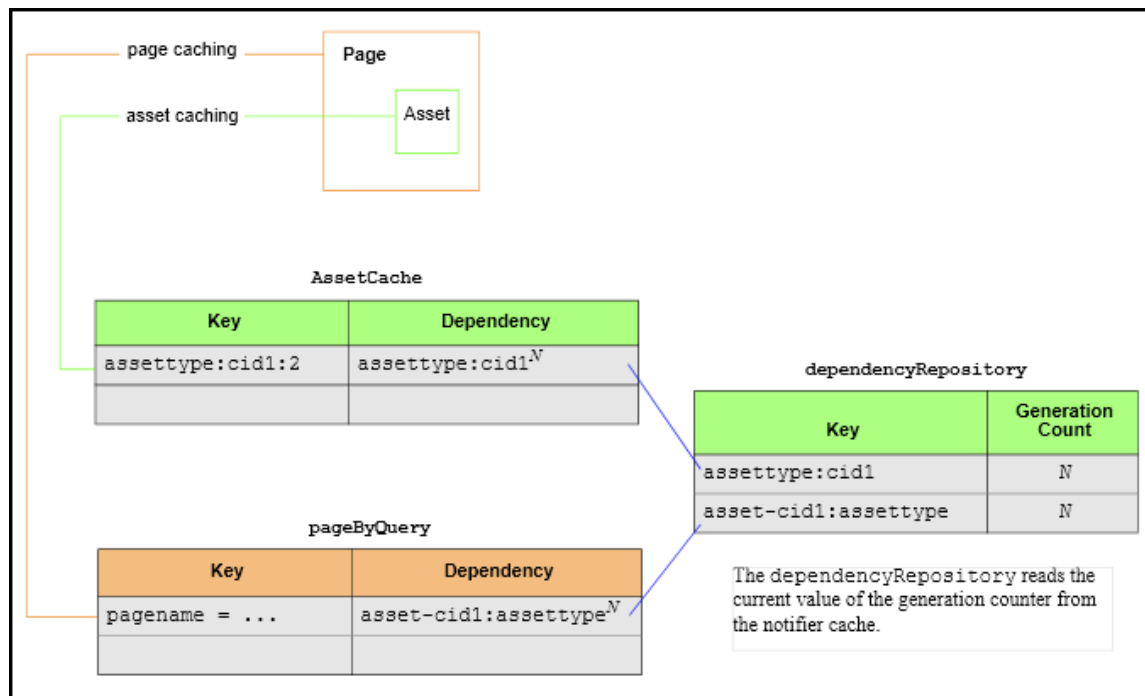 page caching
Page
asset caching
Asset
AssetCache
Key Dependency
assettype:cid1:2 assettype:cid1N
dependencyRepository
Key Generation
Count
assettype:cid1 N
asset-cid1:assettype N
pageByQuery
Key Dependency
pagename = ... asset-cid1:assettypeN
The dependencyRepository reads the
current value of the generation counter from
the notifier cache.